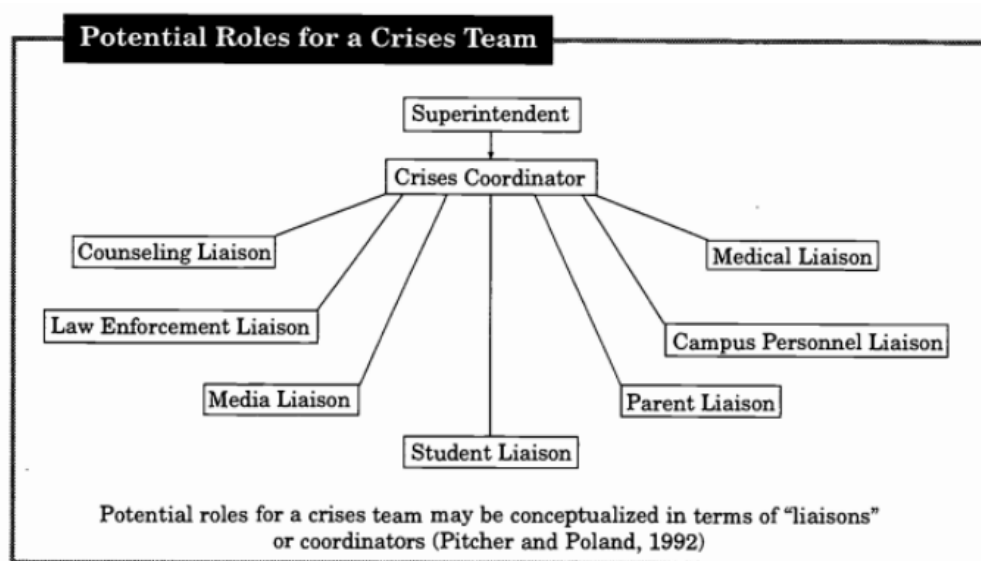 Potential Roles for a Crises Team
Superintendent
Crises Coordinator
Counseling Liaison
Medical Liaison
Law Enforcement Liaison
Campus Personnel Liaison
Media Liaison
Parent Liaison
Student Liaison
Potential roles for a crises team may be conceptualized in terms of “liaisons”
or coordinators (Pitcher and Poland, 1992)